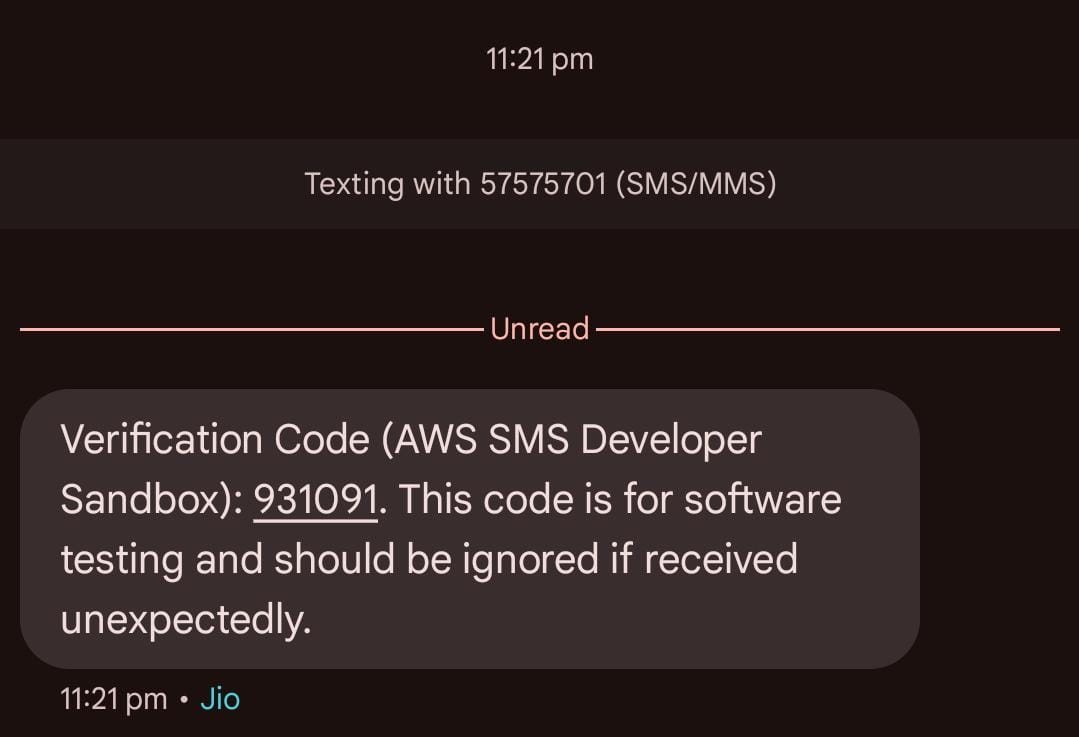 11:21 pm
Texting with 57575701 (SMS/MMS)
Unread
Verification Code (AWS SMS Developer
Sandbox): 931091. This code is for software
testing and should be ignored if received
unexpectedly.
11:21 pm • Jio